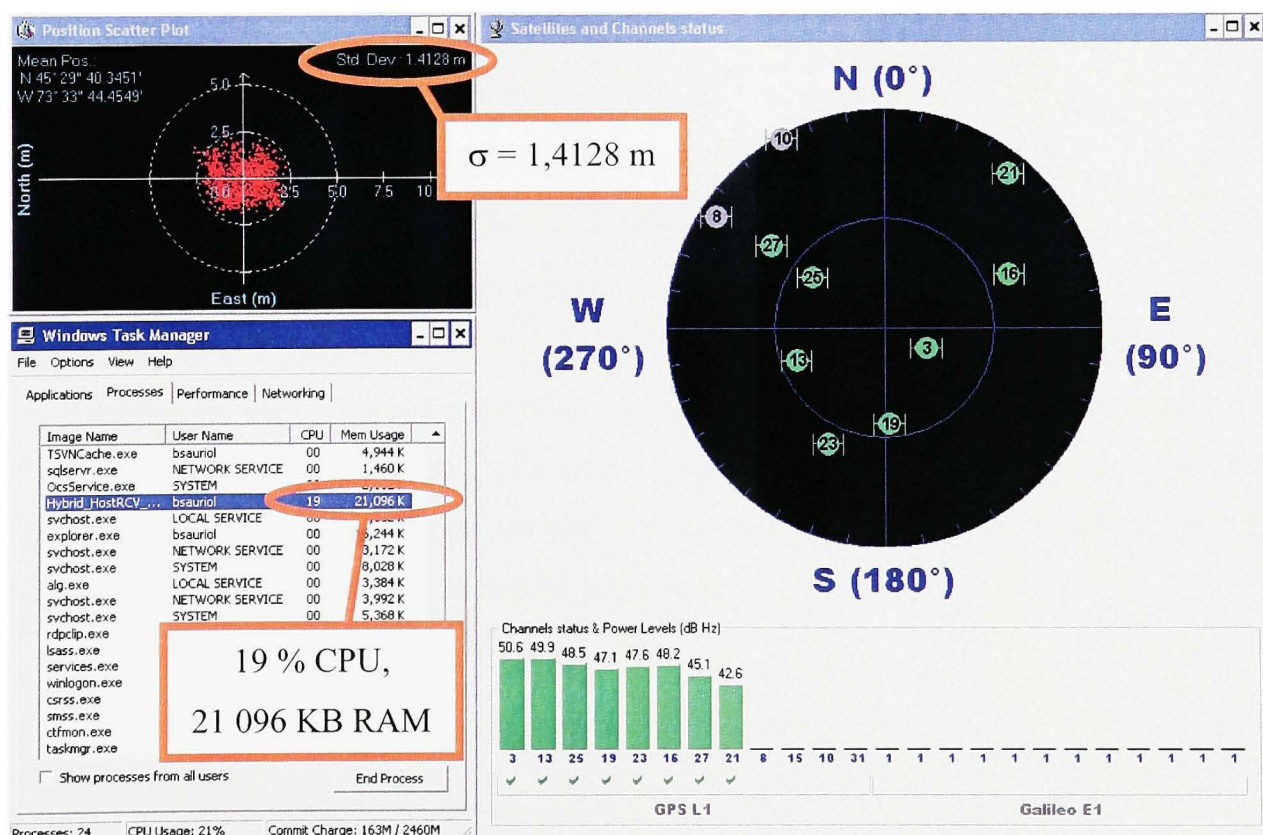 Position Scatter Plot
Mean Pos.:
N 45° 29" 40.3451'
W 73° 33" 44.4549'
Std. Dev.: 1.4128 m
5.0
2.5
2.5 5.0 7.5 10
North (m)
East (m)
σ = 1,4128 m
Windows Task Manager
File Options View Help
Applications Processes Performance Networking
Image Name User Name CPU Mem Usage
TSVNCache.exe bsauriol 00 4,944 K
sqlservr.exe NETWORK SERVICE 00 1,460 K
OcsService.exe SYSTEM
Hybrid_HostRCV_... bsauriol 19 21,096 K
svchost.exe LOCAL SERVICE
explorer.exe bsauriol 00
svchost.exe NETWORK SERVICE 00 3,172 K
svchost.exe SYSTEM 00 8,028 K
alg.exe LOCAL SERVICE 00 3,384 K
svchost.exe NETWORK SERVICE 00 3,992 K
svchost.exe SYSTEM 00 5,368 K
rdpclip.exe
lsass.exe
services.exe
winlogon.exe
csrss.exe
smss.exe
ctfmon.exe
taskmgr.exe
19 % CPU,
21 096 KB RAM
Show processes from all users
End Process
Processes: 24 CPU Usage: 21% Commit Charge: 163M / 2460M
Satellites and Channels status
N (0°)
10
21
8
27
25
16
W
(270°)
E
(90°)
3
13
19
23
S (180°)
Channels status & Power Levels (dB Hz)
50.6 49.9 48.5 47.1 47.6 48.2 45.1 42.6
3 13 25 19 23 16 27 21 8 15 10 31 1 1 1 1 1 1 1 1 1 1 1 1
GPS L1 Galileo E1